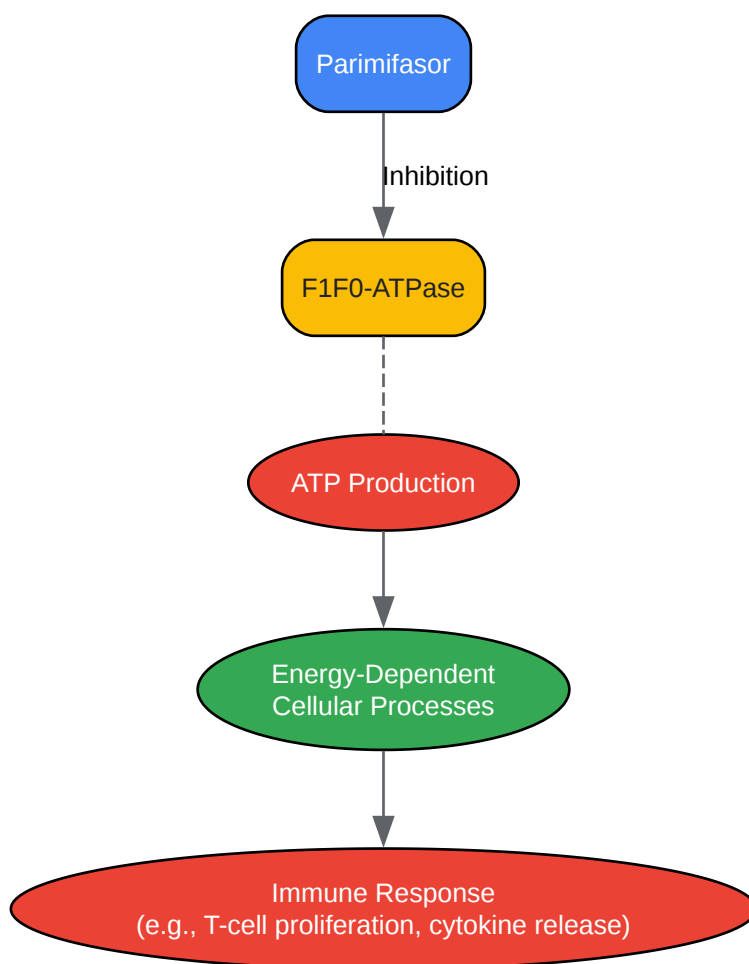 Parimifasor
Inhibition
F1F0-ATPase
ATP Production
Energy-Dependent
Cellular Processes
Immune Response
(e.g., T-cell proliferation, cytokine release)